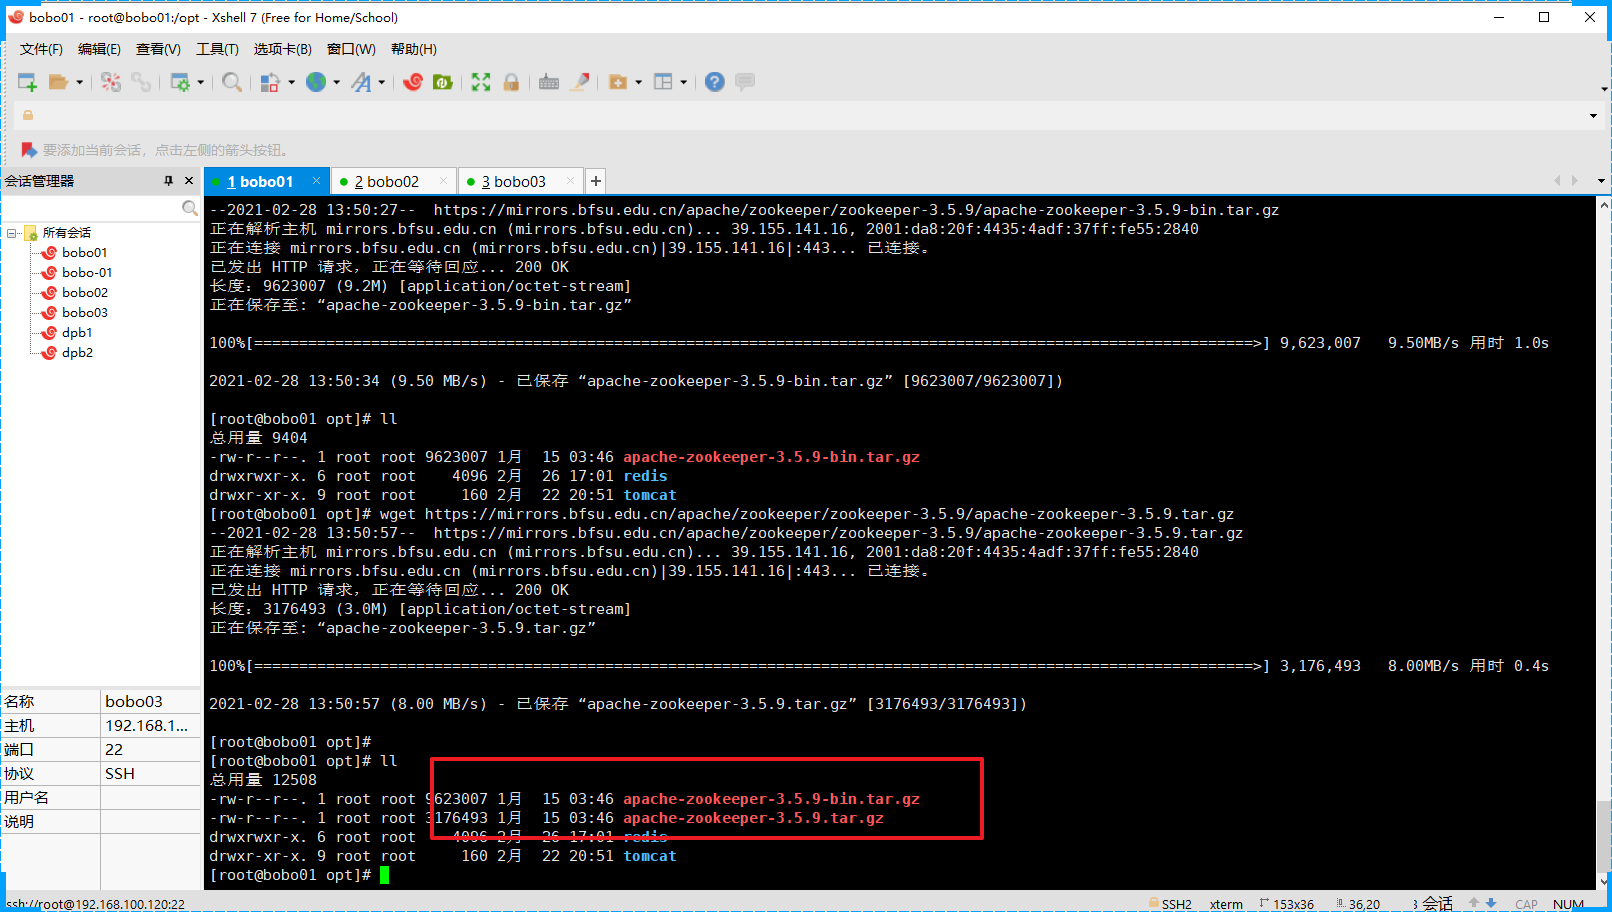 bobo01 - root@bobo01:/opt - Xshell 7 (Free for Home/School)
文件(F) 编辑(E) 查看(V) 工具(T) 选项卡(B) 窗口(W) 帮助(H)
要添加当前会话，点击左侧的箭头按钮。
会话管理器
1 bobo01 2 bobo02 3 bobo03
所有会话
bobo01
bobo-01
bobo02
bobo03
dpb1
dpb2
名称 bobo03
主机 192.168.1...
端口 22
协议 SSH
用户名
说明
--2021-02-28 13:50:27-- https://mirrors.bfsu.edu.cn/apache/zookeeper/zookeeper-3.5.9/apache-zookeeper-3.5.9-bin.tar.gz
正在解析主机 mirrors.bfsu.edu.cn (mirrors.bfsu.edu.cn)... 39.155.141.16, 2001:da8:20f:4435:4adf:37ff:fe55:2840
正在连接 mirrors.bfsu.edu.cn (mirrors.bfsu.edu.cn)|39.155.141.16|:443... 已连接。
已发出 HTTP 请求，正在等待回应... 200 OK
长度：9623007 (9.2M) [application/octet-stream]
正在保存至: “apache-zookeeper-3.5.9-bin.tar.gz”
100%[===============================================================================================================>] 9,623,007 9.50MB/s 用时 1.0s
2021-02-28 13:50:34 (9.50 MB/s) - 已保存 “apache-zookeeper-3.5.9-bin.tar.gz” [9623007/9623007])
[root@bobo01 opt]# ll
总用量 9404
-rw-r--r--. 1 root root 9623007 1月 15 03:46 apache-zookeeper-3.5.9-bin.tar.gz
drwxrwxr-x. 6 root root 4096 2月 26 17:01 redis
drwxr-xr-x. 9 root root 160 2月 22 20:51 tomcat
[root@bobo01 opt]# wget https://mirrors.bfsu.edu.cn/apache/zookeeper/zookeeper-3.5.9/apache-zookeeper-3.5.9.tar.gz
--2021-02-28 13:50:57-- https://mirrors.bfsu.edu.cn/apache/zookeeper/zookeeper-3.5.9/apache-zookeeper-3.5.9.tar.gz
正在解析主机 mirrors.bfsu.edu.cn (mirrors.bfsu.edu.cn)... 39.155.141.16, 2001:da8:20f:4435:4adf:37ff:fe55:2840
正在连接 mirrors.bfsu.edu.cn (mirrors.bfsu.edu.cn)|39.155.141.16|:443... 已连接。
已发出 HTTP 请求，正在等待回应... 200 OK
长度：3176493 (3.0M) [application/octet-stream]
正在保存至: “apache-zookeeper-3.5.9.tar.gz”
100%[===============================================================================================================>] 3,176,493 8.00MB/s 用时 0.4s
2021-02-28 13:50:57 (8.00 MB/s) - 已保存 “apache-zookeeper-3.5.9.tar.gz” [3176493/3176493])
[root@bobo01 opt]#
[root@bobo01 opt]# ll
总用量 12508
-rw-r--r--. 1 root root 9623007 1月 15 03:46 apache-zookeeper-3.5.9-bin.tar.gz
-rw-r--r--. 1 root root 3176493 1月 15 03:46 apache-zookeeper-3.5.9.tar.gz
drwxrwxr-x. 6 root root 4096 2月 26 17:01 redis
drwxr-xr-x. 9 root root 160 2月 22 20:51 tomcat
[root@bobo01 opt]#
ssh://root@192.168.100.120:22 SSH2 xterm 153x36 36,20 3 会话 CAP NUM